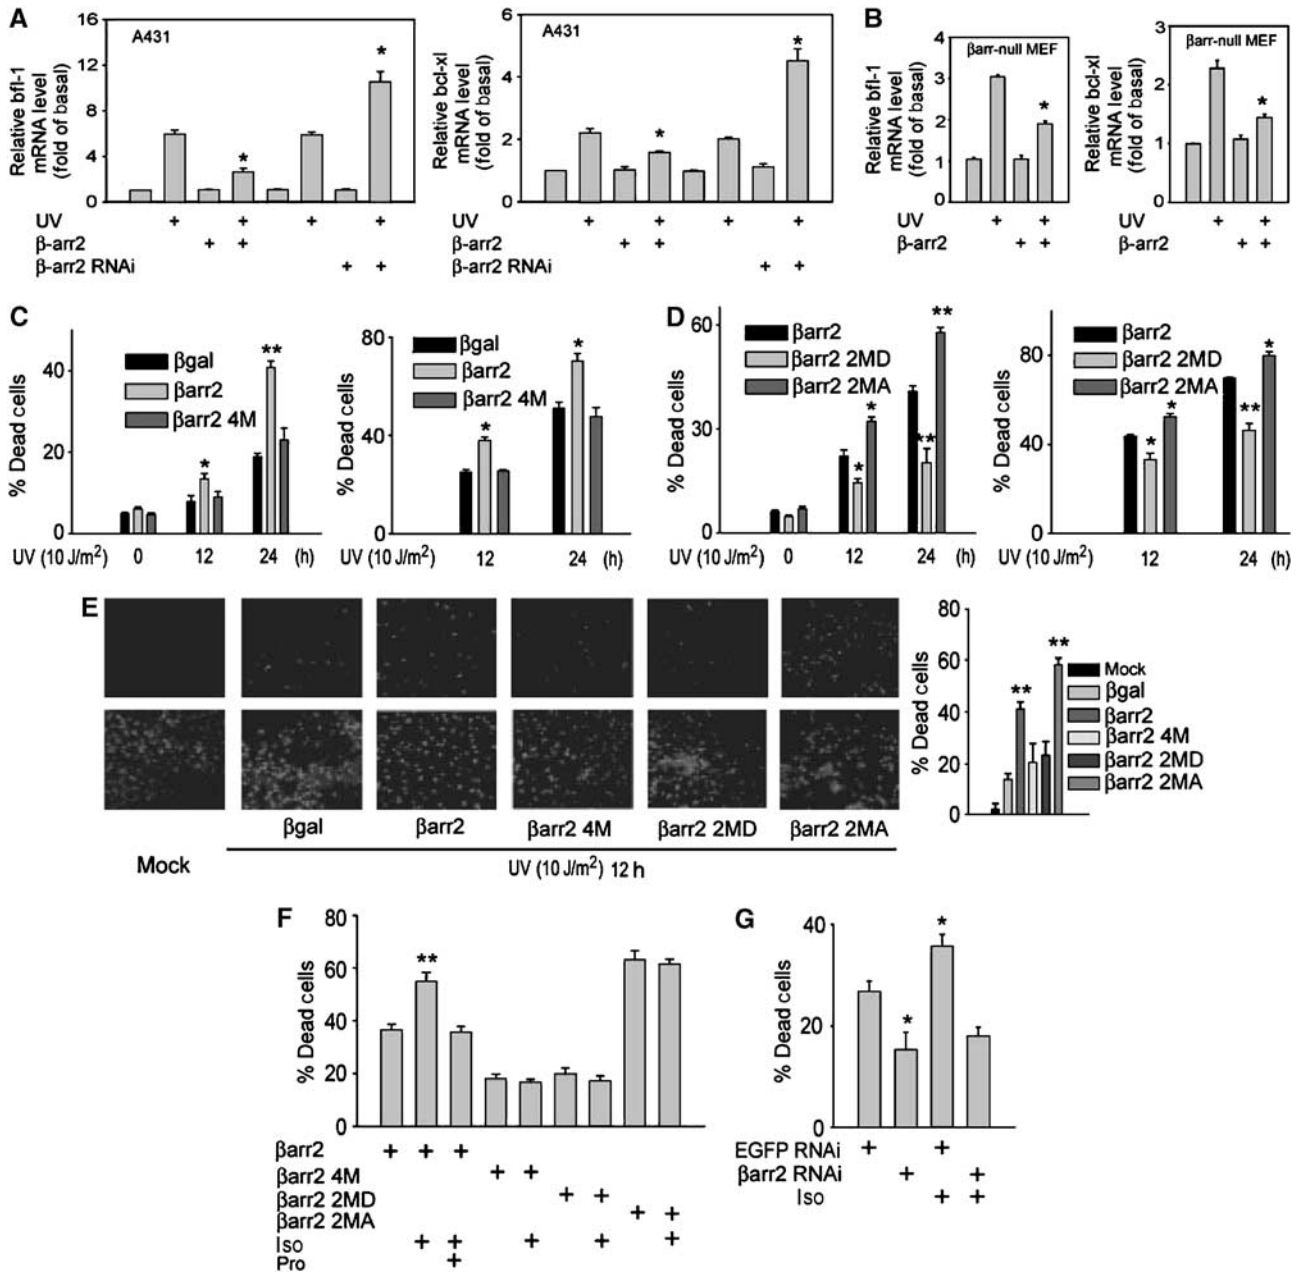 A
A431
Relative bfl-1
mRNA level
(fold of basal)
16
12
8
4
0
*
*
UV + + + +
β-arr2 + +
β-arr2 RNAi + +
A431
Relative bcl-xl
mRNA level
(fold of basal)
6
4
2
0
*
*
UV + + + +
β-arr2 + +
β-arr2 RNAi + +
B
βarr-null MEF
Relative bfl-1
mRNA level
(fold of basal)
4
3
2
1
0
*
UV + +
β-arr2 + +
βarr-null MEF
Relative bcl-xl
mRNA level
(fold of basal)
3
2
1
0
*
UV + +
β-arr2 + +
C
% Dead cells
40
20
0
βgal
βarr2
βarr2 4M
*
**
UV (10 J/m²) 0 12 24 (h)
% Dead cells
80
40
0
βgal
βarr2
βarr2 4M
*
*
UV (10 J/m²) 12 24 (h)
D
% Dead cells
60
30
0
βarr2
βarr2 2MD
βarr2 2MA
*
*
**
**
UV (10 J/m²) 0 12 24 (h)
% Dead cells
80
40
0
βarr2
βarr2 2MD
βarr2 2MA
*
*
**
*
UV (10 J/m²) 12 24 (h)
E
βgal βarr2 βarr2 4M βarr2 2MD βarr2 2MA
Mock
UV (10 J/m²) 12 h
% Dead cells
80
60
40
20
0
**
**
Mock
βgal
βarr2
βarr2 4M
βarr2 2MD
βarr2 2MA
F
% Dead cells
80
60
40
20
0
**
βarr2 + + +
βarr2 4M + +
βarr2 2MD + +
βarr2 2MA + +
Iso + + + + +
Pro +
G
% Dead cells
40
20
0
*
*
EGFP RNAi + +
βarr2 RNAi + +
Iso + +